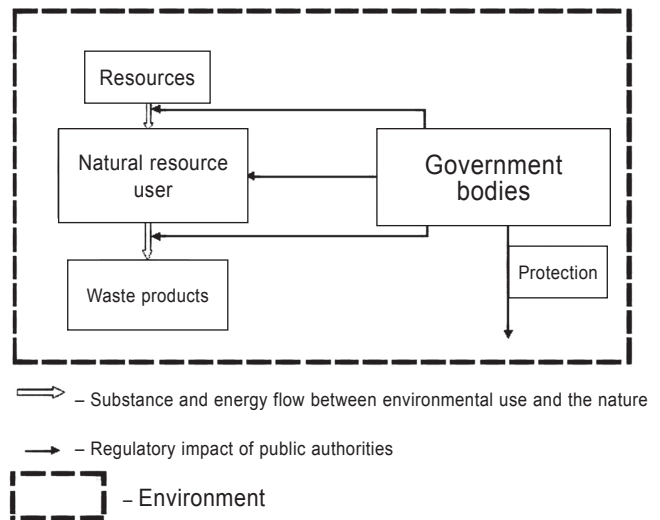 Resources
Natural resource
user
Government
bodies
Protection
Waste products
– Substance and energy flow between environmental use and the nature
– Regulatory impact of public authorities
– Environment